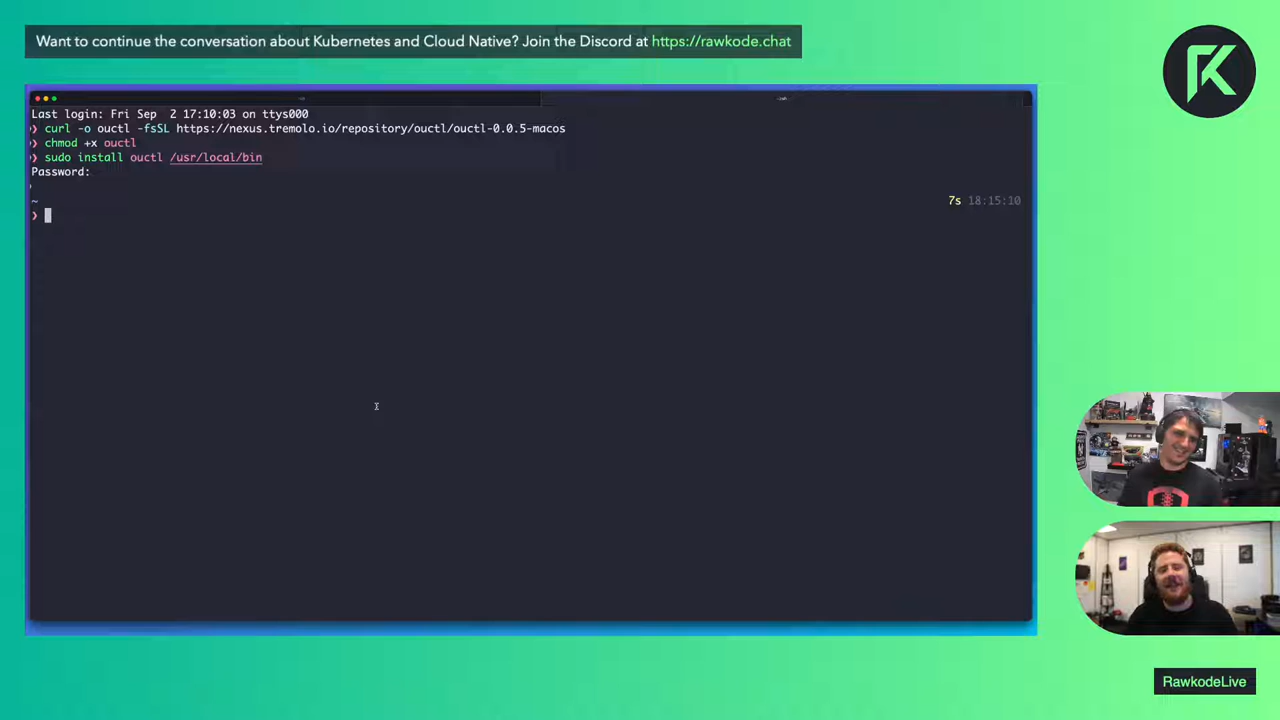 Want to continue the conversation about Kubernetes and Cloud Native? Join the Discord at https://rawkode.chat
Last login: Fri Sep  2 17:10:03 on ttys000
❯ curl -o ouctl -fsSL https://nexus.tremolo.io/repository/ouctl/ouctl-0.0.5-macos
❯ chmod +x ouctl
❯ sudo install ouctl /usr/local/bin
Password:
~ 7s 18:15:10
❯
RawkodeLive